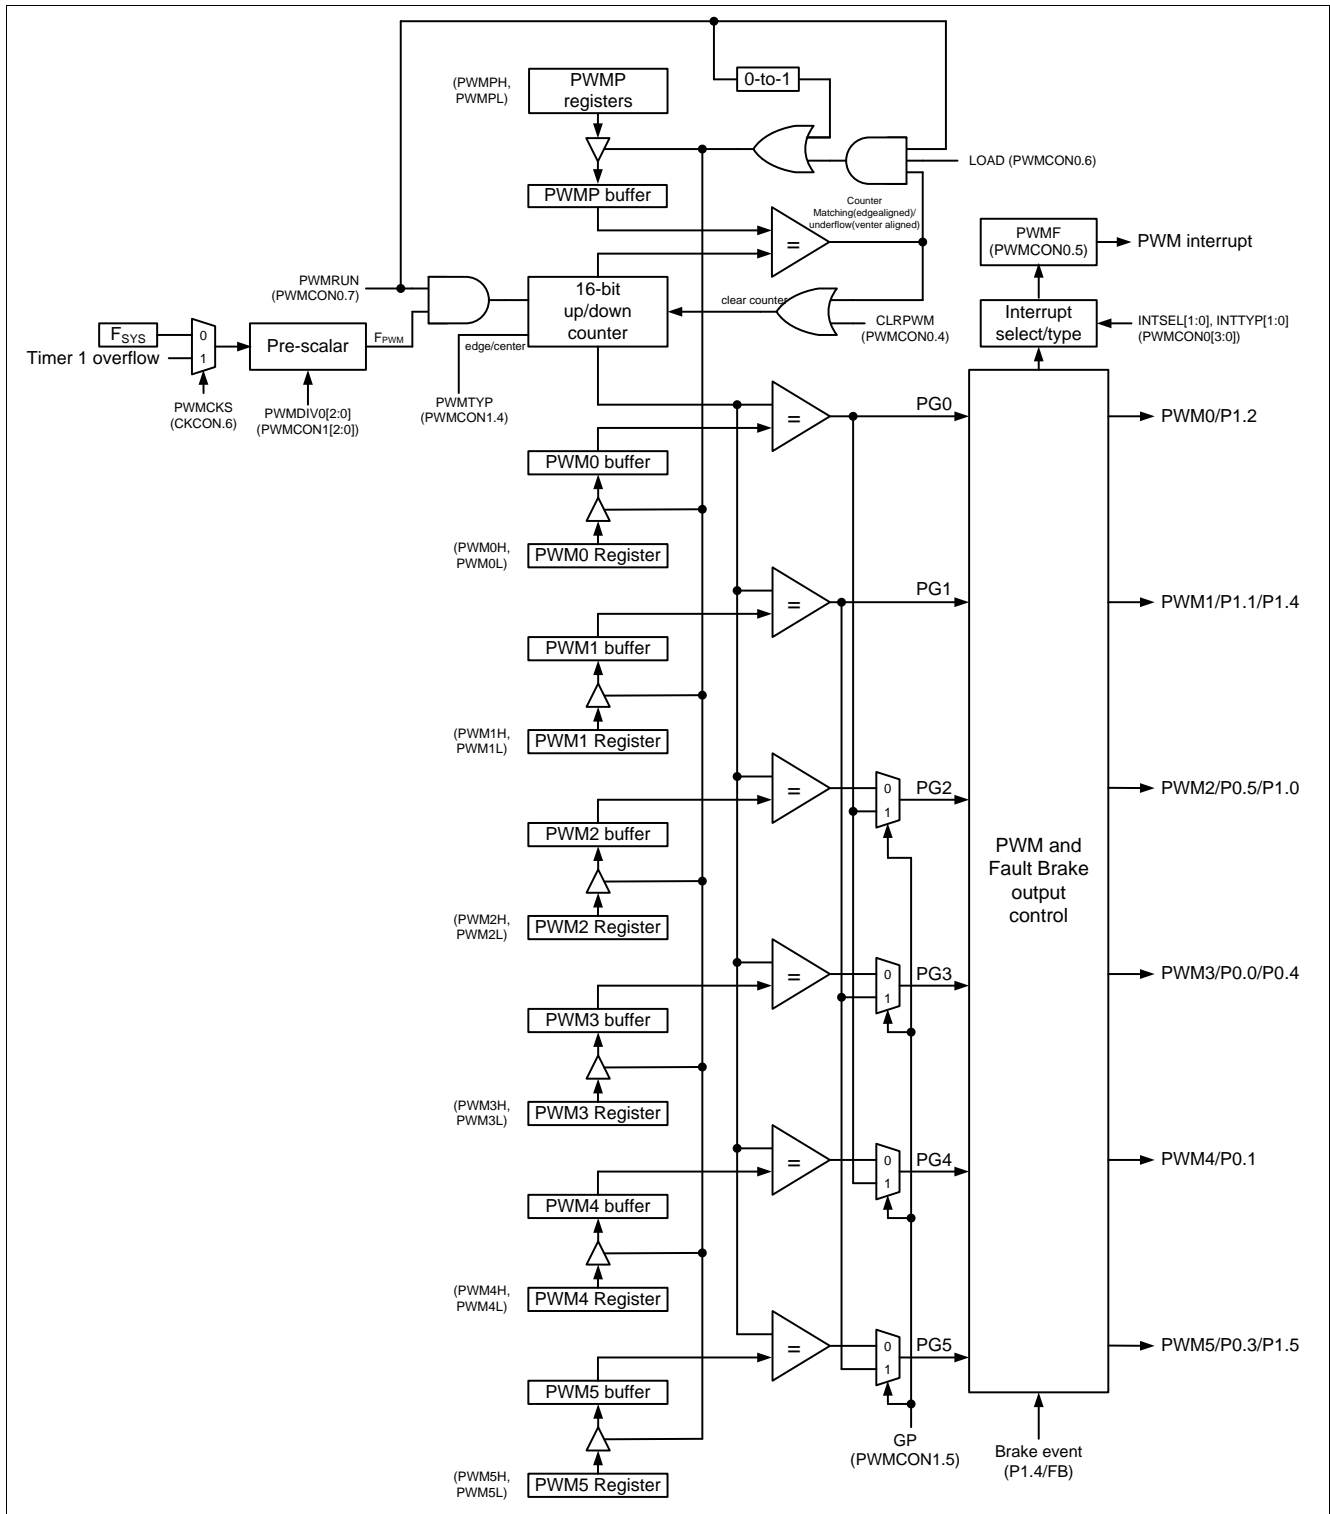 0-to-1
(PWMPH,
PWMPL)
PWMP
registers
LOAD (PWMCON0.6)
PWMP buffer
Counter
Matching(edgealigned)/
underflow(venter aligned)
=
PWMF
(PWMCON0.5)
PWM interrupt
PWMRUN
(PWMCON0.7)
16-bit
up/down
counter
clear counter
CLRPWM
(PWMCON0.4)
Interrupt
select/type
INTSEL[1:0], INTTYP[1:0]
(PWMCON0[3:0])
FSYS
Timer 1 overflow
0
1
Pre-scalar
FPWM
edge/center
PWMCKS
(CKCON.6)
PWMDIV0[2:0]
(PWMCON1[2:0])
PWMTYP
(PWMCON1.4)
=
PG0
PWM0/P1.2
PWM0 buffer
(PWM0H,
PWM0L)
PWM0 Register
=
PG1
PWM1/P1.1/P1.4
PWM1 buffer
(PWM1H,
PWM1L)
PWM1 Register
=
0
1
PG2
PWM2/P0.5/P1.0
PWM2 buffer
PWM and
Fault Brake
output
control
(PWM2H,
PWM2L)
PWM2 Register
=
0
1
PG3
PWM3/P0.0/P0.4
PWM3 buffer
(PWM3H,
PWM3L)
PWM3 Register
=
0
1
PG4
PWM4/P0.1
PWM4 buffer
(PWM4H,
PWM4L)
PWM4 Register
=
0
1
PG5
PWM5/P0.3/P1.5
PWM5 buffer
GP
(PWMCON1.5)
Brake event
(P1.4/FB)
(PWM5H,
PWM5L)
PWM5 Register